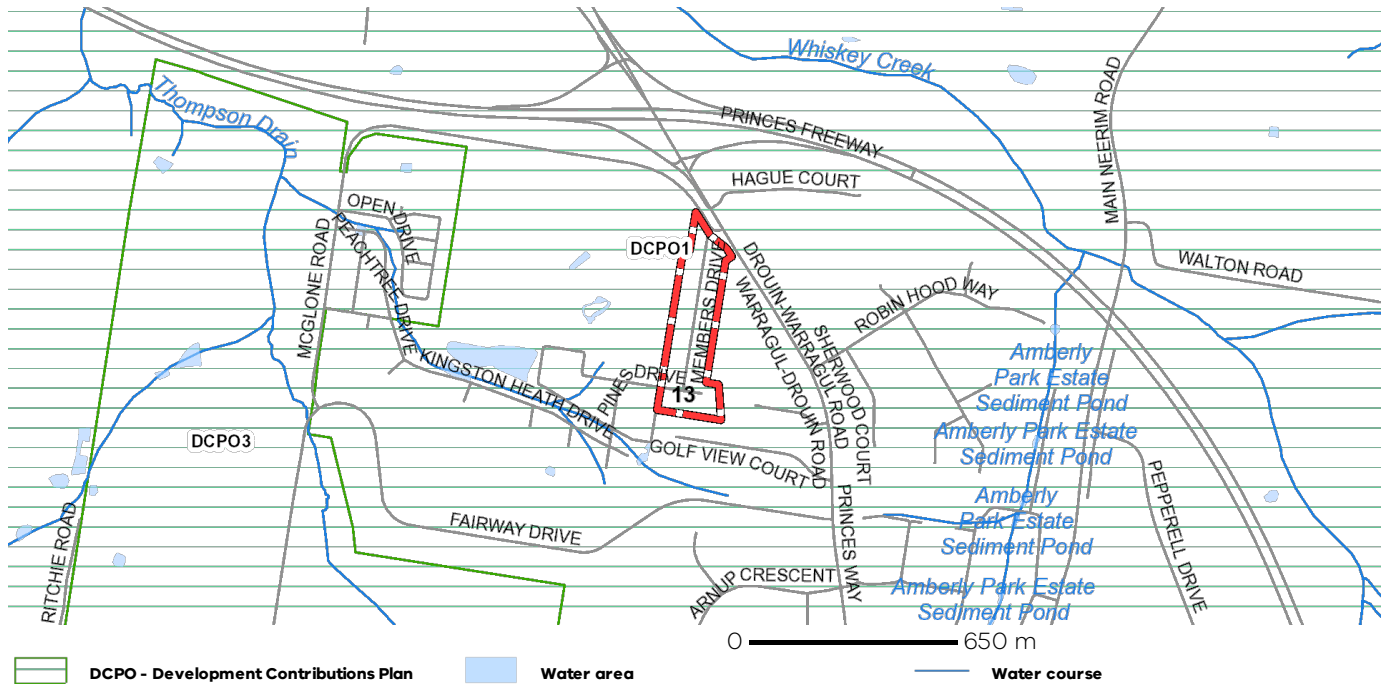 Whiskey Creek
Thompson Drain
PRINCES FREEWAY
MAIN NEERIM ROAD
HAGUE COURT
OPEN DRIVE
PEACHTREE DRIVE
MCGLONE ROAD
DCPO1
MEMBERS DRIVE
DROUIN-WARRAGUL ROAD
WARRAGUL-DROUIN ROAD
WALTON ROAD
ROBIN HOOD WAY
SHERWOOD COURT
KINGSTON HEATH DRIVE
PINES DRIVE
13
Amberly
Park Estate
Sediment Pond
Amberly Park Estate
Sediment Pond
DCPO3
GOLF VIEW COURT
Amberly
Park Estate
Sediment Pond
PEPPERELL DRIVE
FAIRWAY DRIVE
PRINCES WAY
RITCHIE ROAD
ARNUP CRESCENT
Amberly Park Estate
Sediment Pond
0 650 m
DCPO - Development Contributions Plan
Water area
Water course